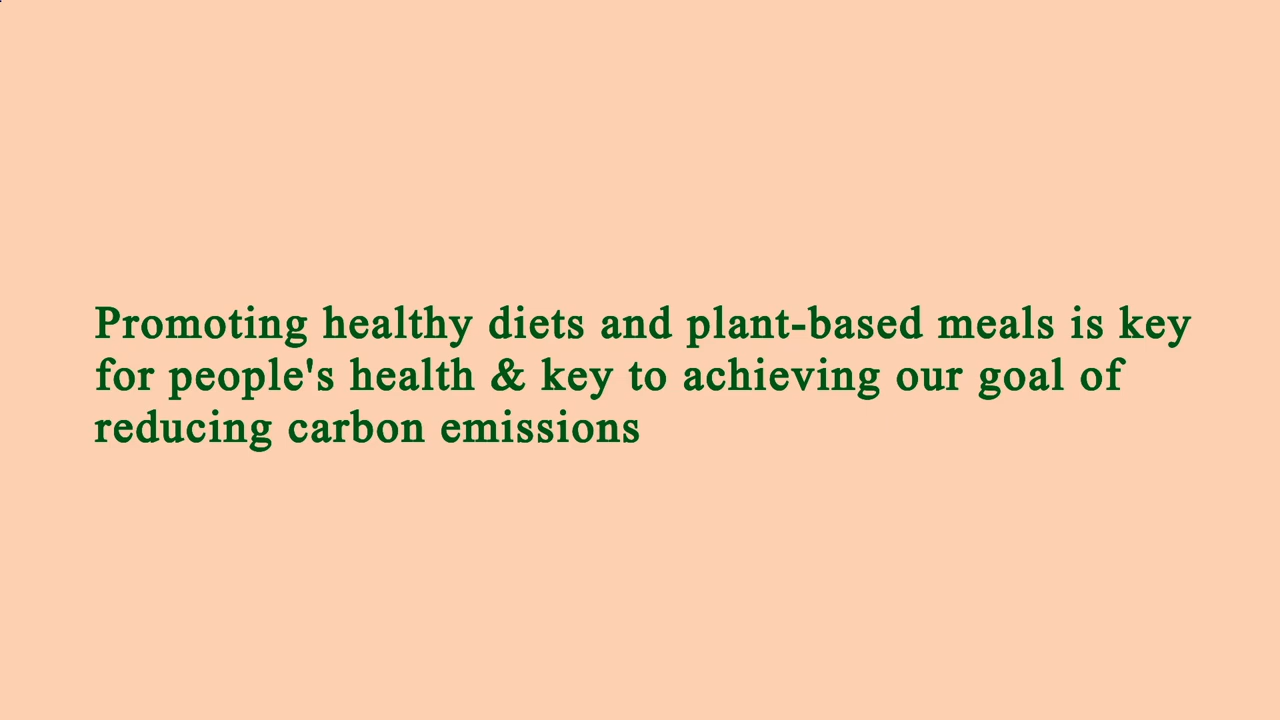 Promoting healthy diets and plant-based meals is key
for people's health & key to achieving our goal of
reducing carbon emissions